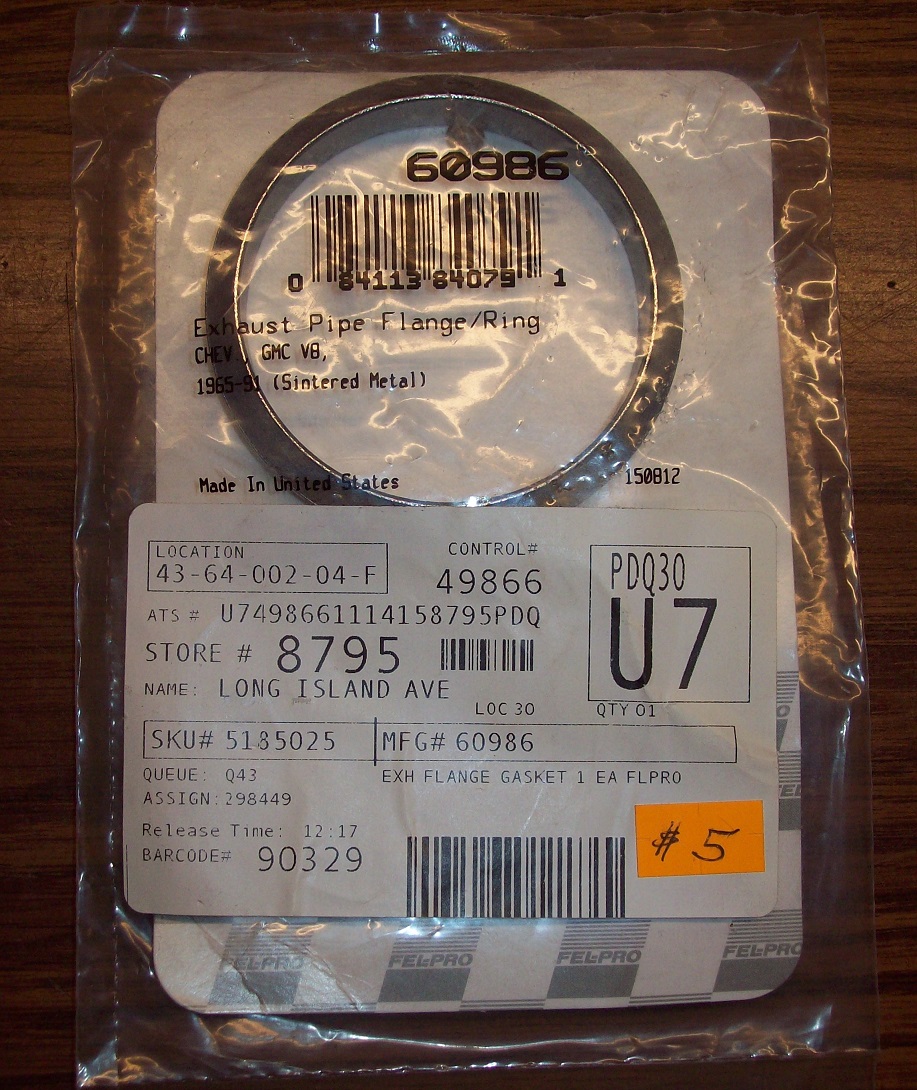 60986
0 84113 84079 1
Exhaust Pipe Flange/Ring
CHEV , GMC V8,
1965-91 (Sintered Metal)
Made In United States 150812
LOCATION
43-64-002-04-F
CONTROL#
49866
PDQ30
U7
ATS # U7498661114158795PDQ
STORE # 8795
NAME: LONG ISLAND AVE
LOC 30
QTY 01
SKU# 5185025
MFG# 60986
QUEUE: Q43
EXH FLANGE GASKET 1 EA FLPRO
ASSIGN: 298449
Release Time: 12:17
BARCODE# 90329
# 5
FEL-PRO FEL-PRO FEL-PRO FEL-PRO